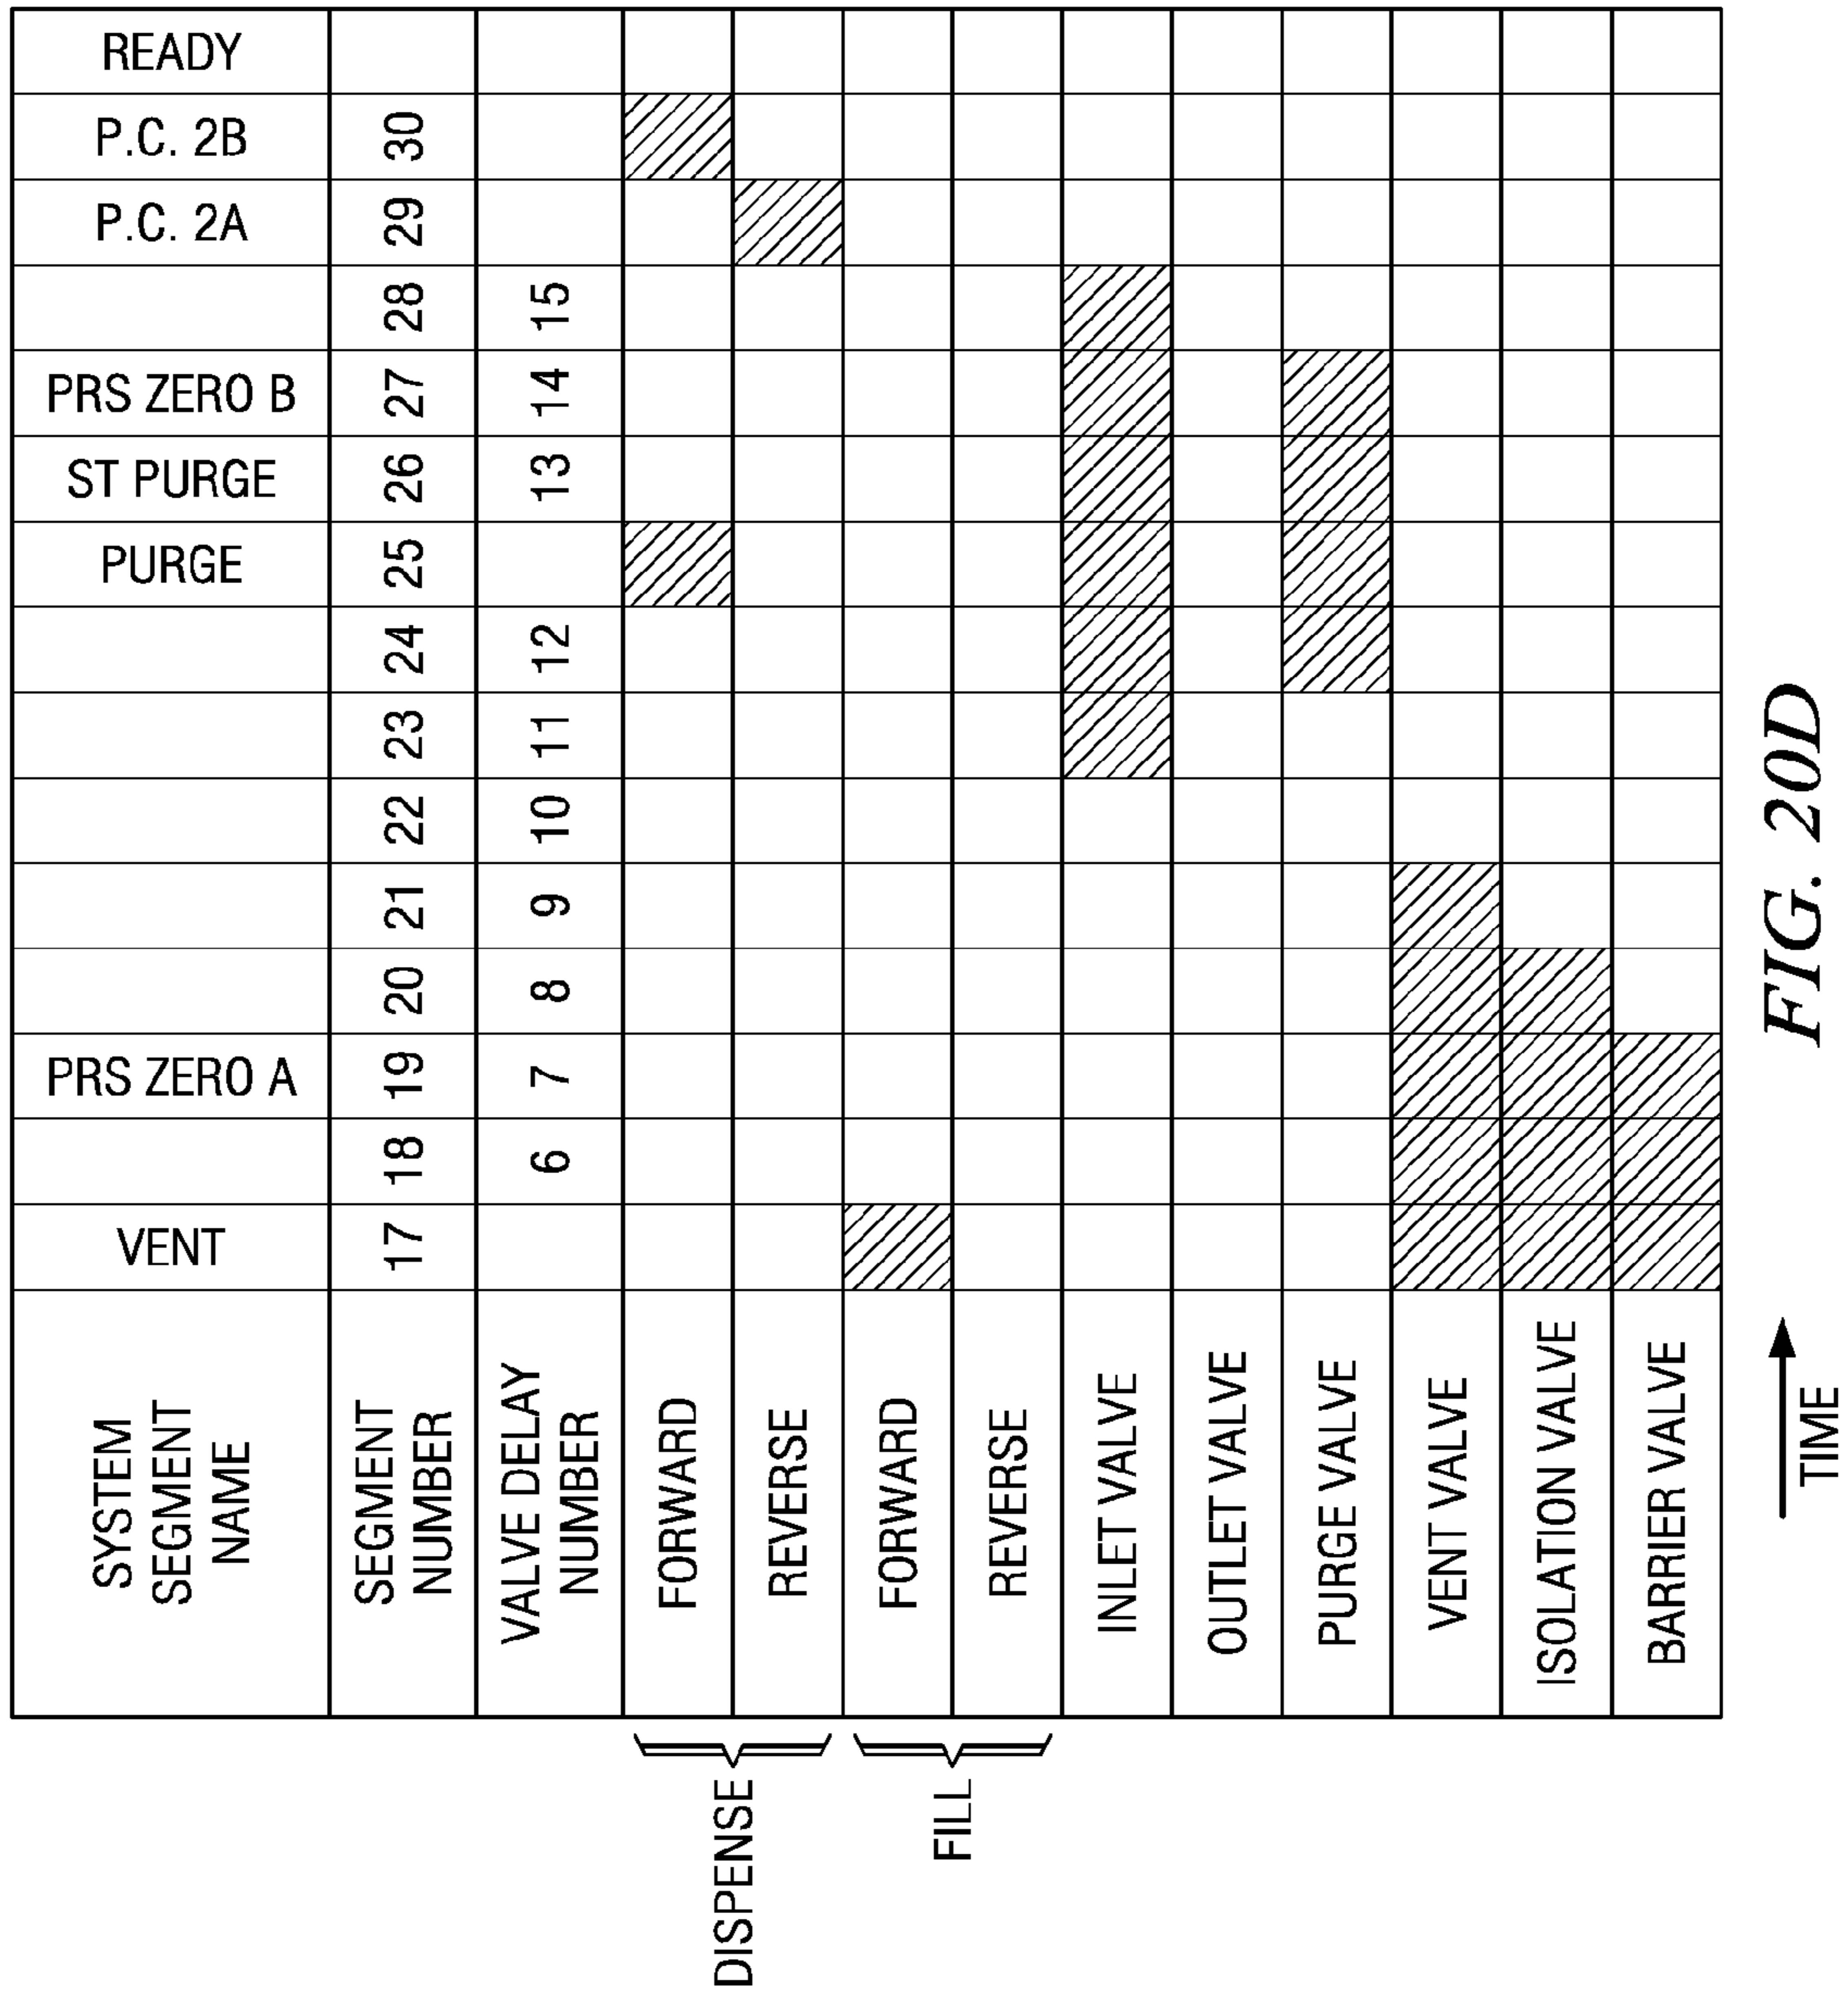 SYSTEM
SEGMENT
NAME
VENT
PRS ZERO A
PURGE
ST PURGE
PRS ZERO B
P.C. 2A
P.C. 2B
READY
SEGMENT
NUMBER
17 18 19 20 21 22 23 24 25 26 27 28 29 30
VALVE DELAY
NUMBER
6 7 8 9 10 11 12 13 14 15
DISPENSE
FORWARD
REVERSE
FILL
FORWARD
REVERSE
INLET VALVE
OUTLET VALVE
PURGE VALVE
VENT VALVE
ISOLATION VALVE
BARRIER VALVE
TIME
FIG. 20D